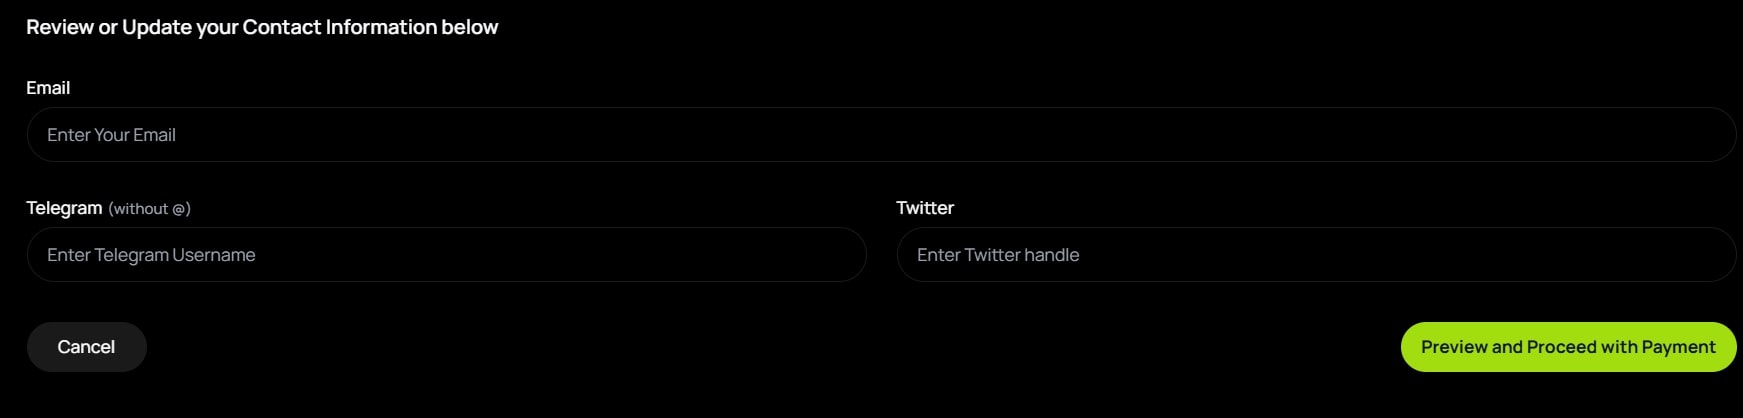 Review or Update your Contact Information below
Email
Enter Your Email
Telegram (without @)
Twitter
Enter Telegram Username
Enter Twitter handle
Cancel
Preview and Proceed with Payment